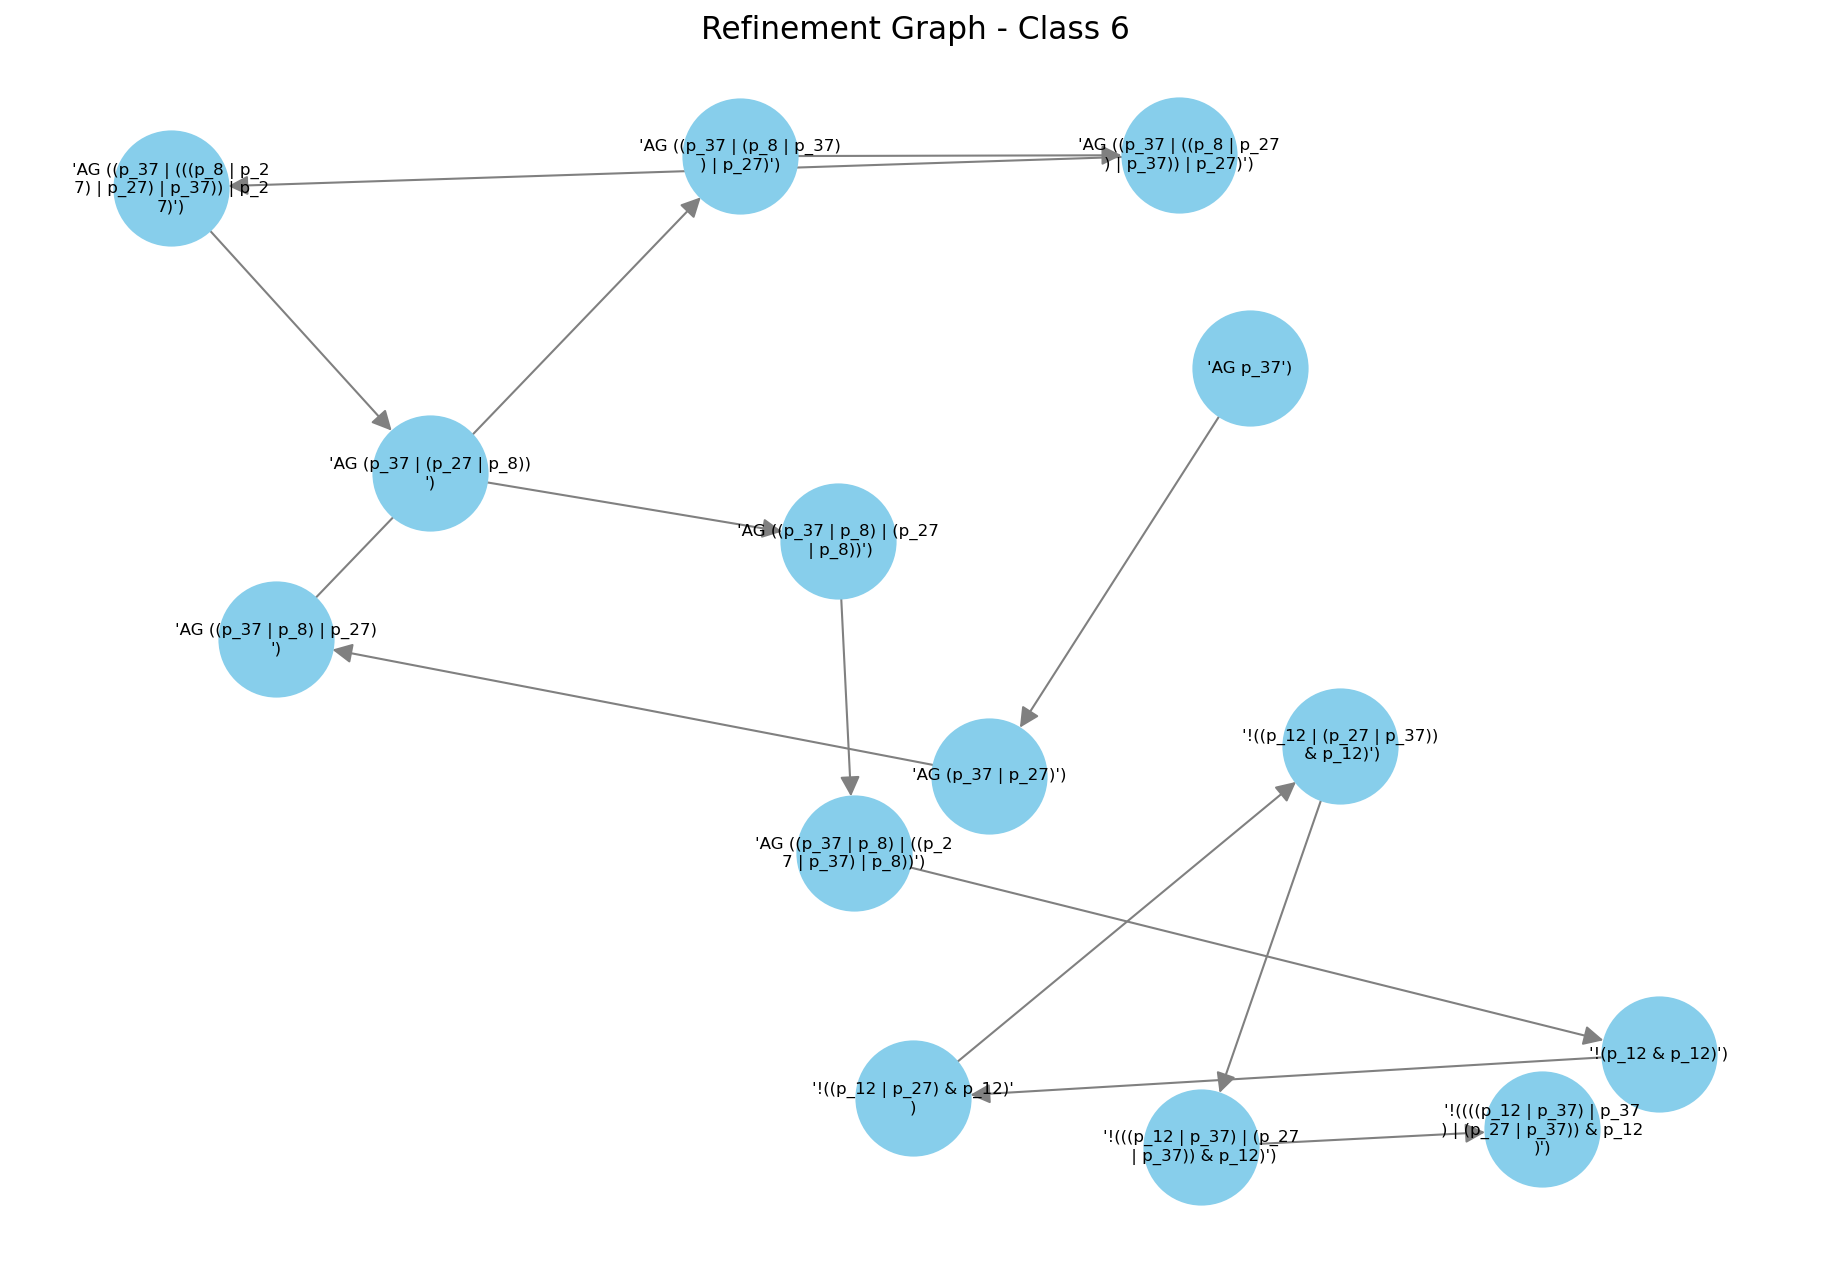 Refinement Graph - Class 6
'AG ((p_37 | (((p_8 | p_2
7) | p_27) | p_37)) | p_2
7)')
'AG ((p_37 | (p_8 | p_37)
) | p_27)')
'AG ((p_37 | ((p_8 | p_27
) | p_37)) | p_27)')
'AG p_37')
'AG (p_37 | (p_27 | p_8))
')
'AG ((p_37 | p_8) | (p_27
| p_8))')
'AG ((p_37 | p_8) | p_27)
')
'AG (p_37 | p_27)')
'!((p_12 | (p_27 | p_37))
& p_12)')
'AG ((p_37 | p_8) | ((p_2
7 | p_37) | p_8))')
'!(p_12 & p_12)')
'!((p_12 | p_27) & p_12)'
)
'!(((p_12 | p_37) | (p_27
| p_37)) & p_12)')
'!((((p_12 | p_37) | p_37
) | (p_27 | p_37)) & p_12
)')